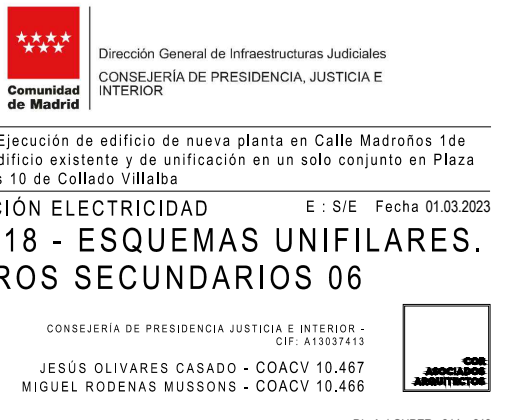 Comunidad
de Madrid
Dirección General de Infraestructuras Judiciales
CONSEJERÍA DE PRESIDENCIA, JUSTICIA E
INTERIOR
Ejecución de edificio de nueva planta en Calle Madroños 1de
dificio existente y de unificación en un solo conjunto en Plaza
s 10 de Collado Villalba
CIÓN ELECTRICIDAD E : S/E Fecha 01.03.2023
18 - ESQUEMAS UNIFILARES.
ROS SECUNDARIOS 06
CONSEJERÍA DE PRESIDENCIA JUSTICIA E INTERIOR -
CIF: A13037413
JESÚS OLIVARES CASADO - COACV 10.467
MIGUEL RODENAS MUSSONS - COACV 10.466
COR
ASOCIADOS
ARQUITECTOS